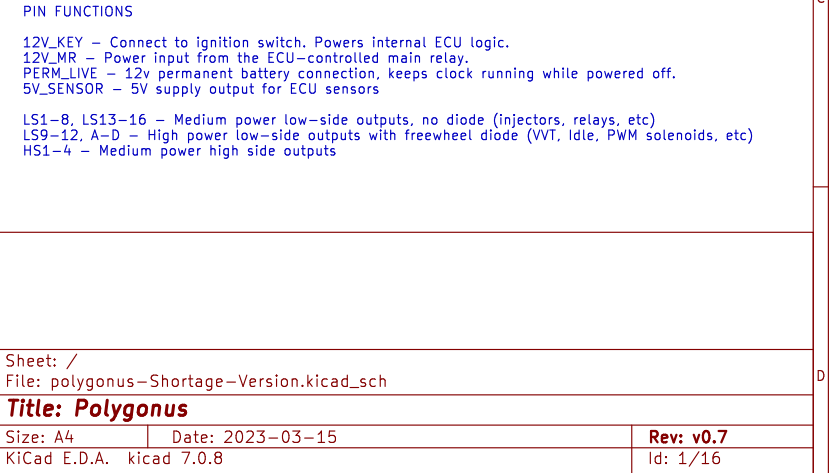 PIN FUNCTIONS
12V_KEY – Connect to ignition switch. Powers internal ECU logic.
12V_MR – Power input from the ECU–controlled main relay.
PERM_LIVE – 12v permanent battery connection, keeps clock running while powered off.
5V_SENSOR – 5V supply output for ECU sensors
LS1–8, LS13–16 – Medium power low–side outputs, no diode (injectors, relays, etc)
LS9–12, A–D – High power low–side outputs with freewheel diode (VVT, Idle, PWM solenoids, etc)
HS1–4 – Medium power high side outputs
Sheet: /
File: polygonus–Shortage–Version.kicad_sch
D
Title: Polygonus
Size: A4 Date: 2023–03–15 Rev: v0.7
KiCad E.D.A. kicad 7.0.8 Id: 1/16